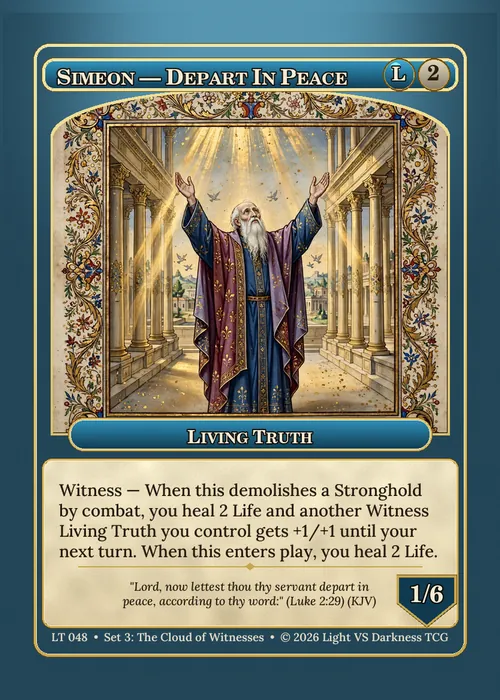 Simeon — Depart In Peace L 2
Living Truth
Witness — When this demolishes a Stronghold
by combat, you heal 2 Life and another Witness
Living Truth you control gets +1/+1 until your
next turn. When this enters play, you heal 2 Life.
"Lord, now lettest thou thy servant depart in
peace, according to thy word:" (Luke 2:29) (KJV)
1/6
LT 048 • Set 3: The Cloud of Witnesses • © 2026 Light VS Darkness TCG